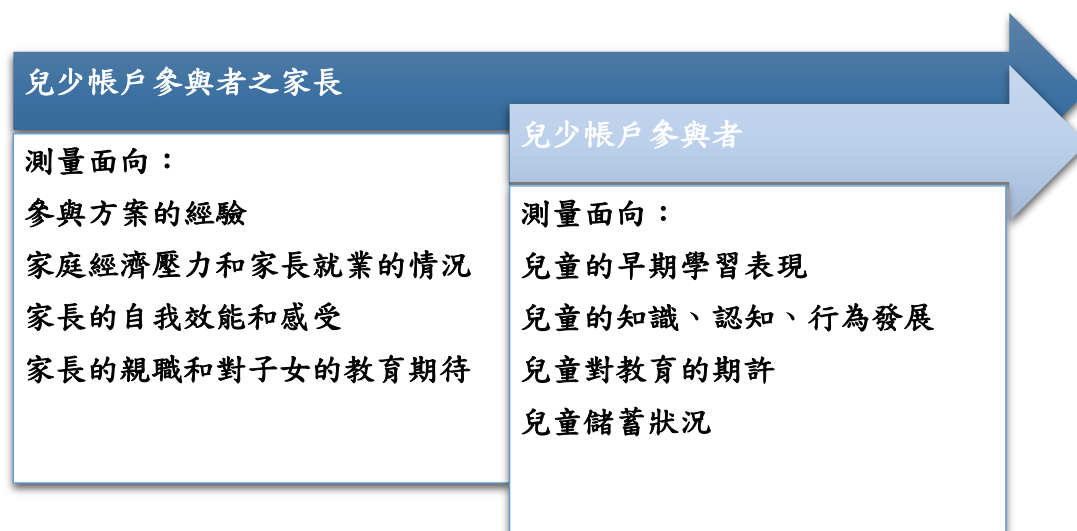 兒少帳戶參與者之家長
測量面向：
參與方案的經驗
家庭經濟壓力和家長就業的情況
家長的自我效能和感受
家長的親職和對子女的教育期待
兒少帳戶參與者
測量面向：
兒童的早期學習表現
兒童的知識、認知、行為發展
兒童對教育的期許
兒童儲蓄狀況